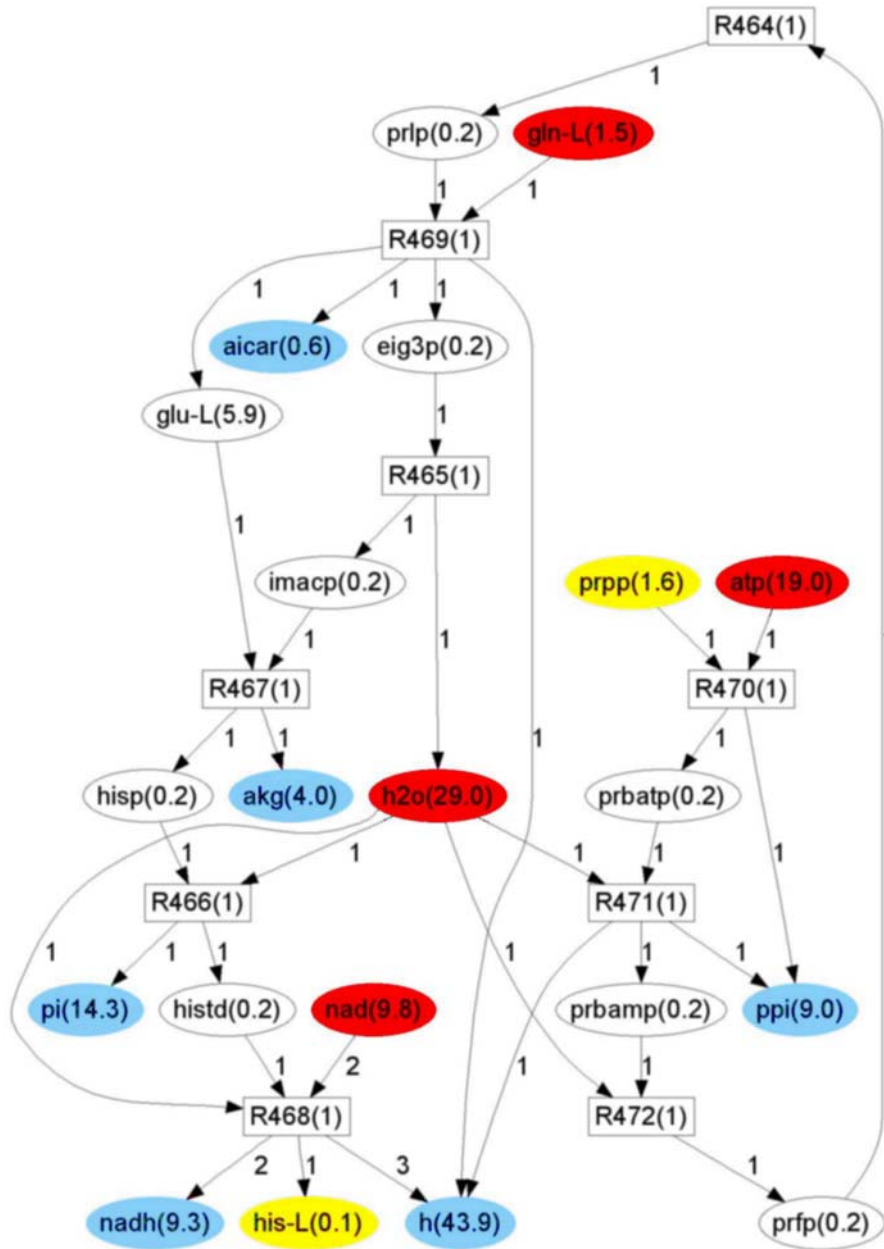 R464(1)
1
prlp(0.2)
gln-L(1.5)
1
1
R469(1)
1
1
1
aicar(0.6)
eig3p(0.2)
glu-L(5.9)
1
R465(1)
1
1
imacp(0.2)
prpp(1.6)
atp(19.0)
1
1
1
1
R467(1)
R470(1)
1
1
1
1
hisp(0.2)
akg(4.0)
h2o(29.0)
prbatp(0.2)
1
1
1
1
1
R466(1)
R471(1)
1
1
1
1
1
1
pi(14.3)
histd(0.2)
nad(9.8)
prbamp(0.2)
ppi(9.0)
1
2
1
1
R468(1)
R472(1)
2
1
3
1
nadh(9.3)
his-L(0.1)
h(43.9)
prfp(0.2)